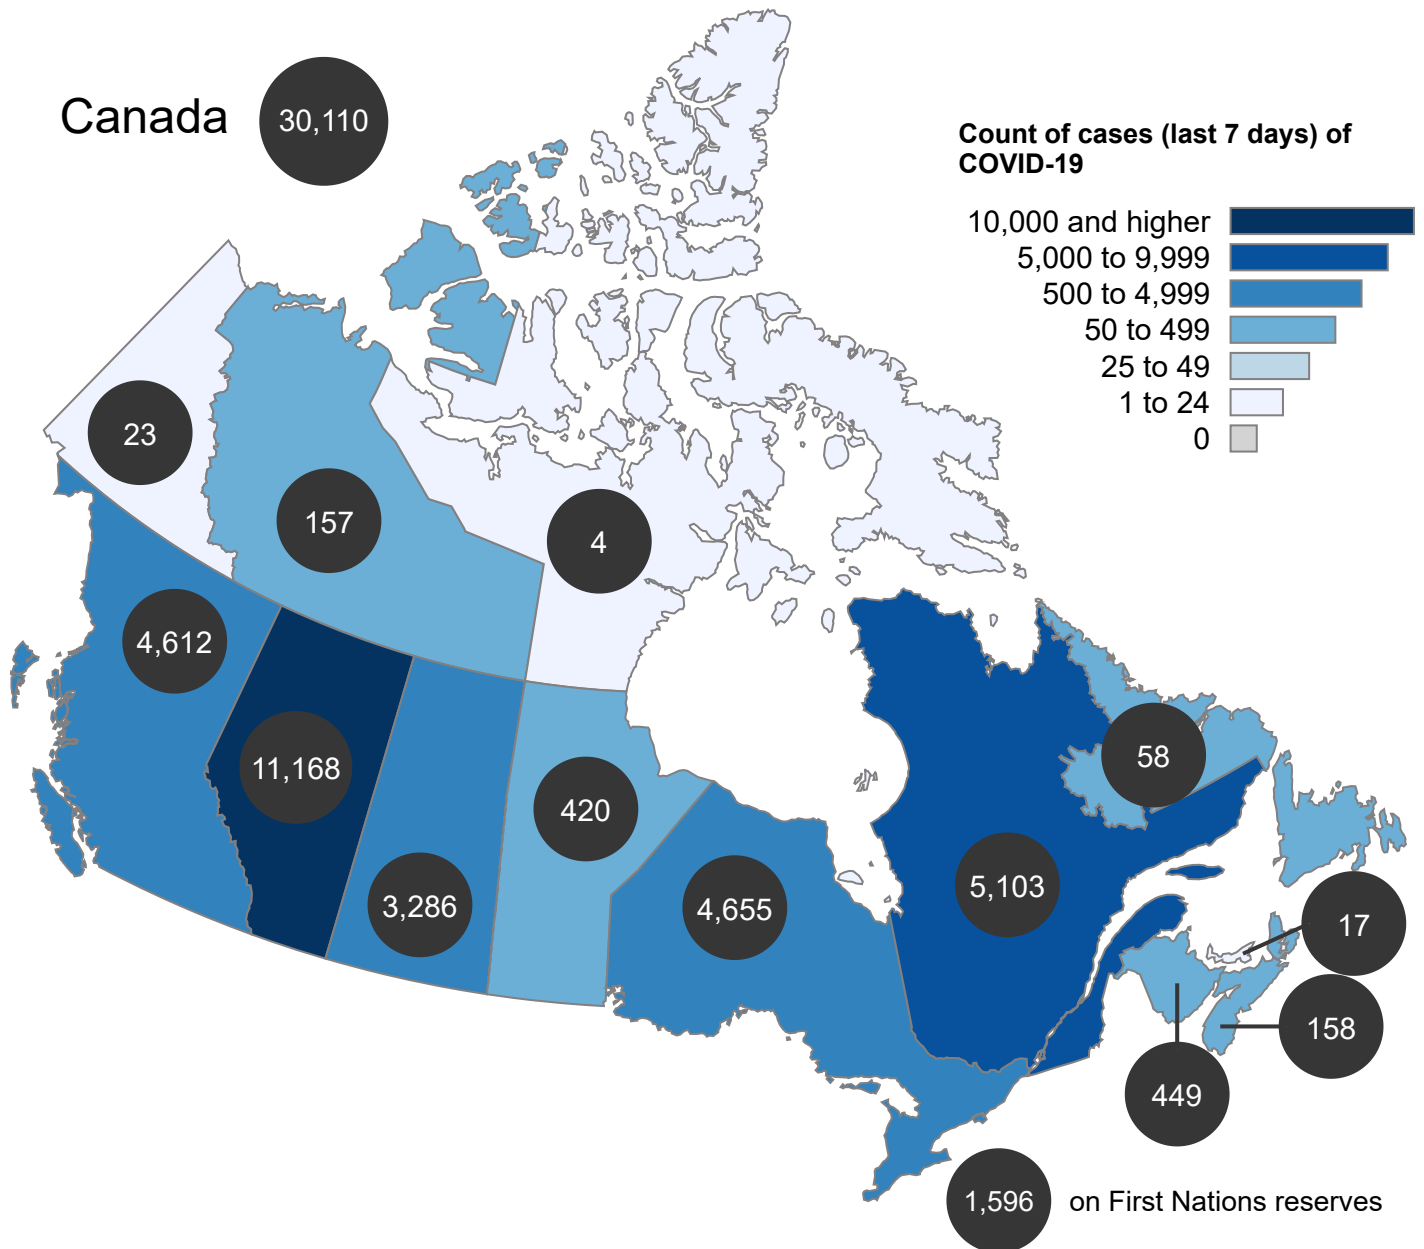 Canada
30,110
Count of cases (last 7 days) of
COVID-19
10,000 and higher
5,000 to 9,999
500 to 4,999
50 to 499
25 to 49
1 to 24
0
23
157
4
4,612
11,168
3,286
420
4,655
5,103
58
17
158
449
1,596
on First Nations reserves